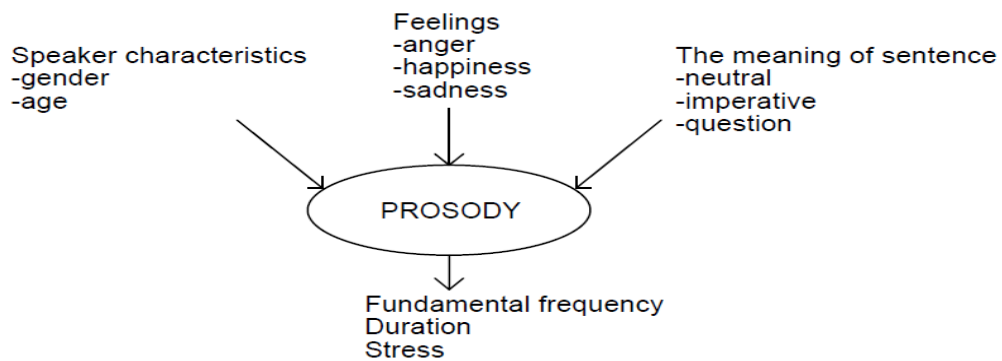 Speaker characteristics
-gender
-age
Feelings
-anger
-happiness
-sadness
The meaning of sentence
-neutral
-imperative
-question
PROSODY
Fundamental frequency
Duration
Stress